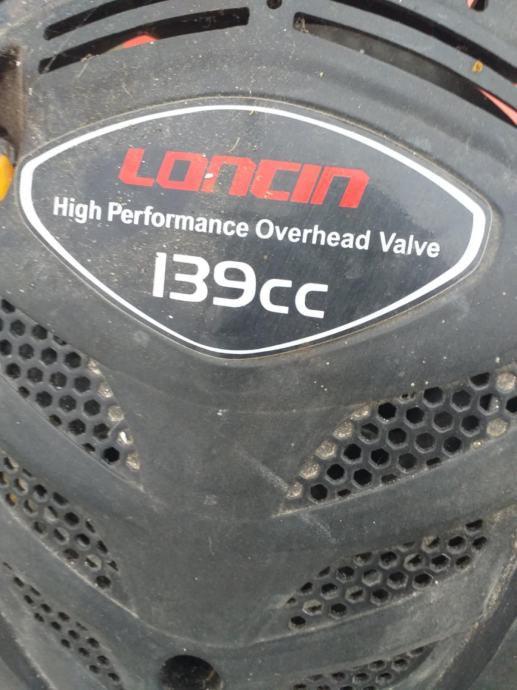 LONCIN
High Performance Overhead Valve
139cc